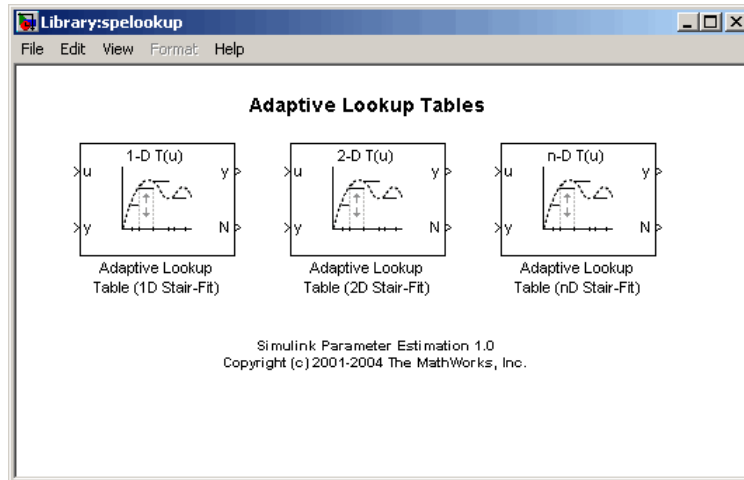 Library:spelookup
File Edit View Format Help
Adaptive Lookup Tables
1-D T(u) 2-D T(u) n-D T(u)
u y u y u y
y N y N y N
Adaptive Lookup Adaptive Lookup Adaptive Lookup
Table (1D Stair-Fit) Table (2D Stair-Fit) Table (nD Stair-Fit)
Simulink Parameter Estimation 1.0
Copyright (c) 2001-2004 The MathWorks, Inc.